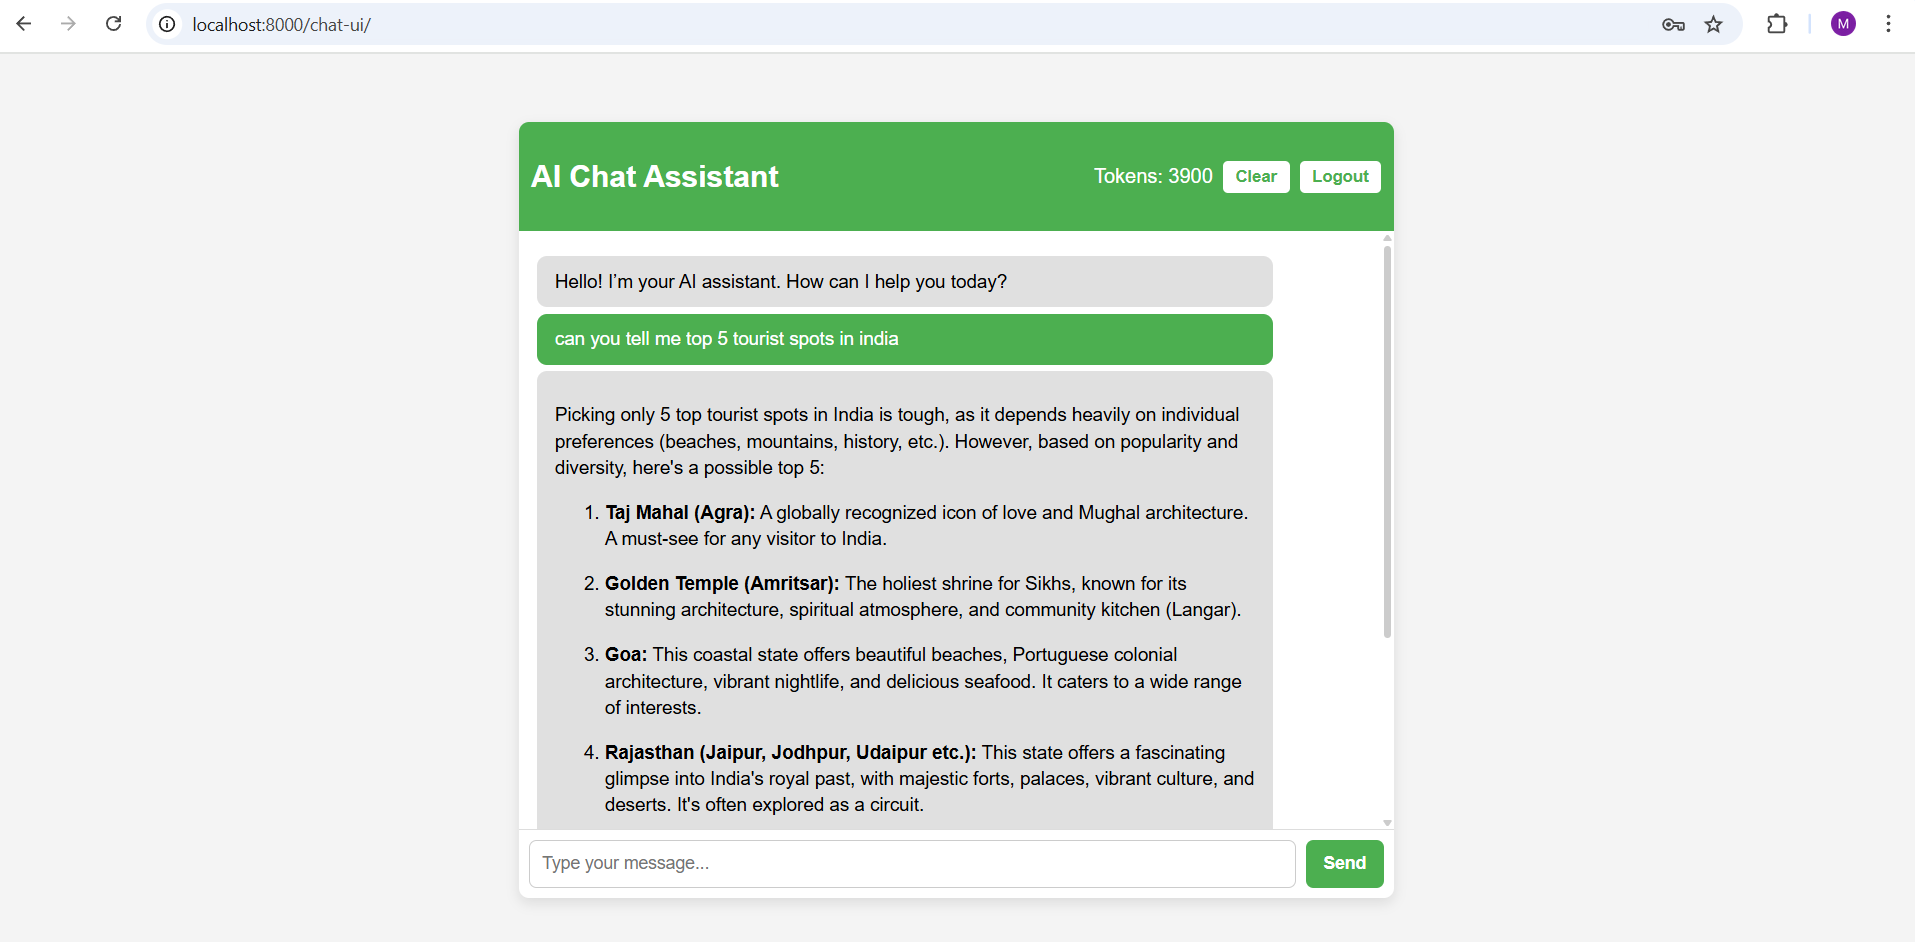 localhost:8000/chat-ui/
M
AI Chat Assistant
Tokens: 3900
Clear
Logout
Hello! I’m your AI assistant. How can I help you today?
can you tell me top 5 tourist spots in india
Picking only 5 top tourist spots in India is tough, as it depends heavily on individual
preferences (beaches, mountains, history, etc.). However, based on popularity and
diversity, here's a possible top 5:
1. Taj Mahal (Agra): A globally recognized icon of love and Mughal architecture.
A must-see for any visitor to India.
2. Golden Temple (Amritsar): The holiest shrine for Sikhs, known for its
stunning architecture, spiritual atmosphere, and community kitchen (Langar).
3. Goa: This coastal state offers beautiful beaches, Portuguese colonial
architecture, vibrant nightlife, and delicious seafood. It caters to a wide range
of interests.
4. Rajasthan (Jaipur, Jodhpur, Udaipur etc.): This state offers a fascinating
glimpse into India's royal past, with majestic forts, palaces, vibrant culture, and
deserts. It's often explored as a circuit.
Type your message...
Send